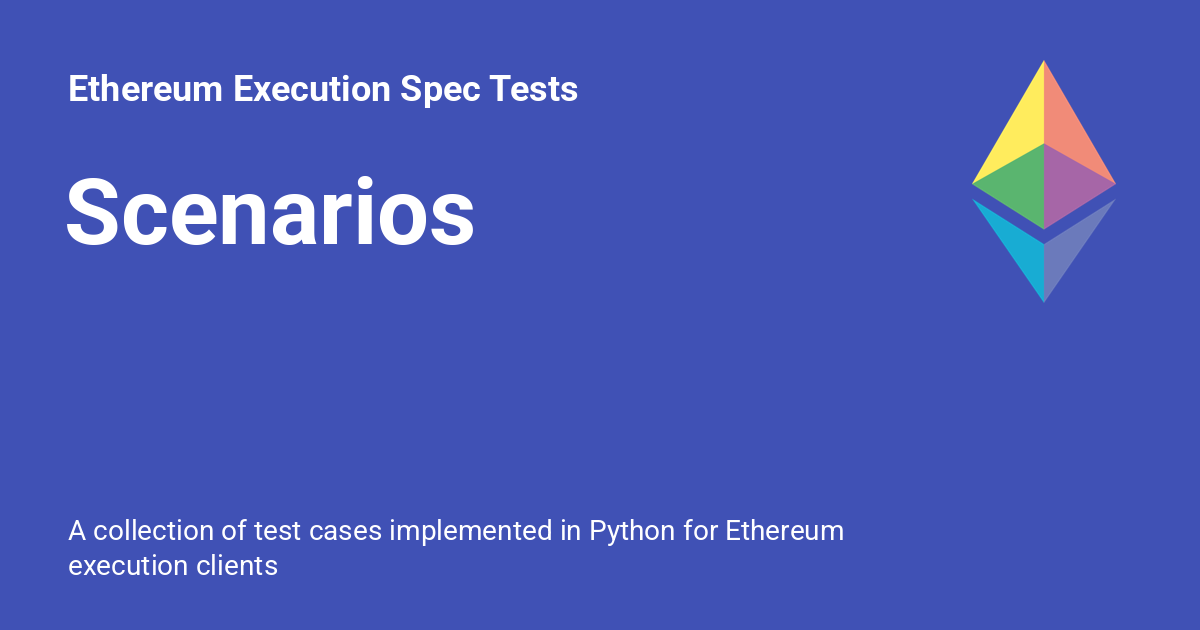 Ethereum Execution Spec Tests
Scenarios
A collection of test cases implemented in Python for Ethereum
execution clients